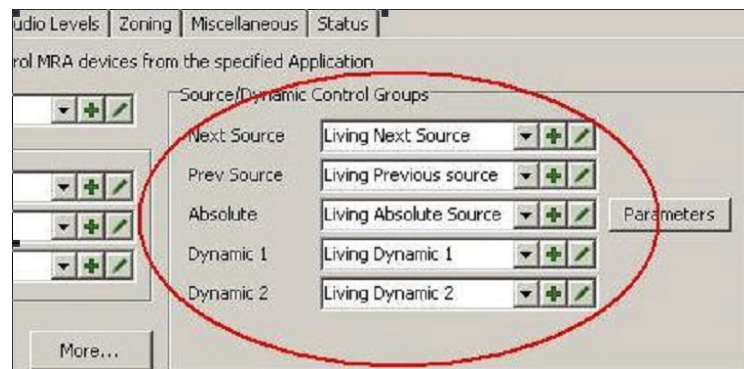 udio Levels Zoning Miscellaneous Status
rol MRA devices from the specified Application
Source/Dynamic Control Groups
Next Source Living Next Source
Prev Source Living Previous source
Absolute Living Absolute Source Parameters
Dynamic 1 Living Dynamic 1
Dynamic 2 Living Dynamic 2
More...